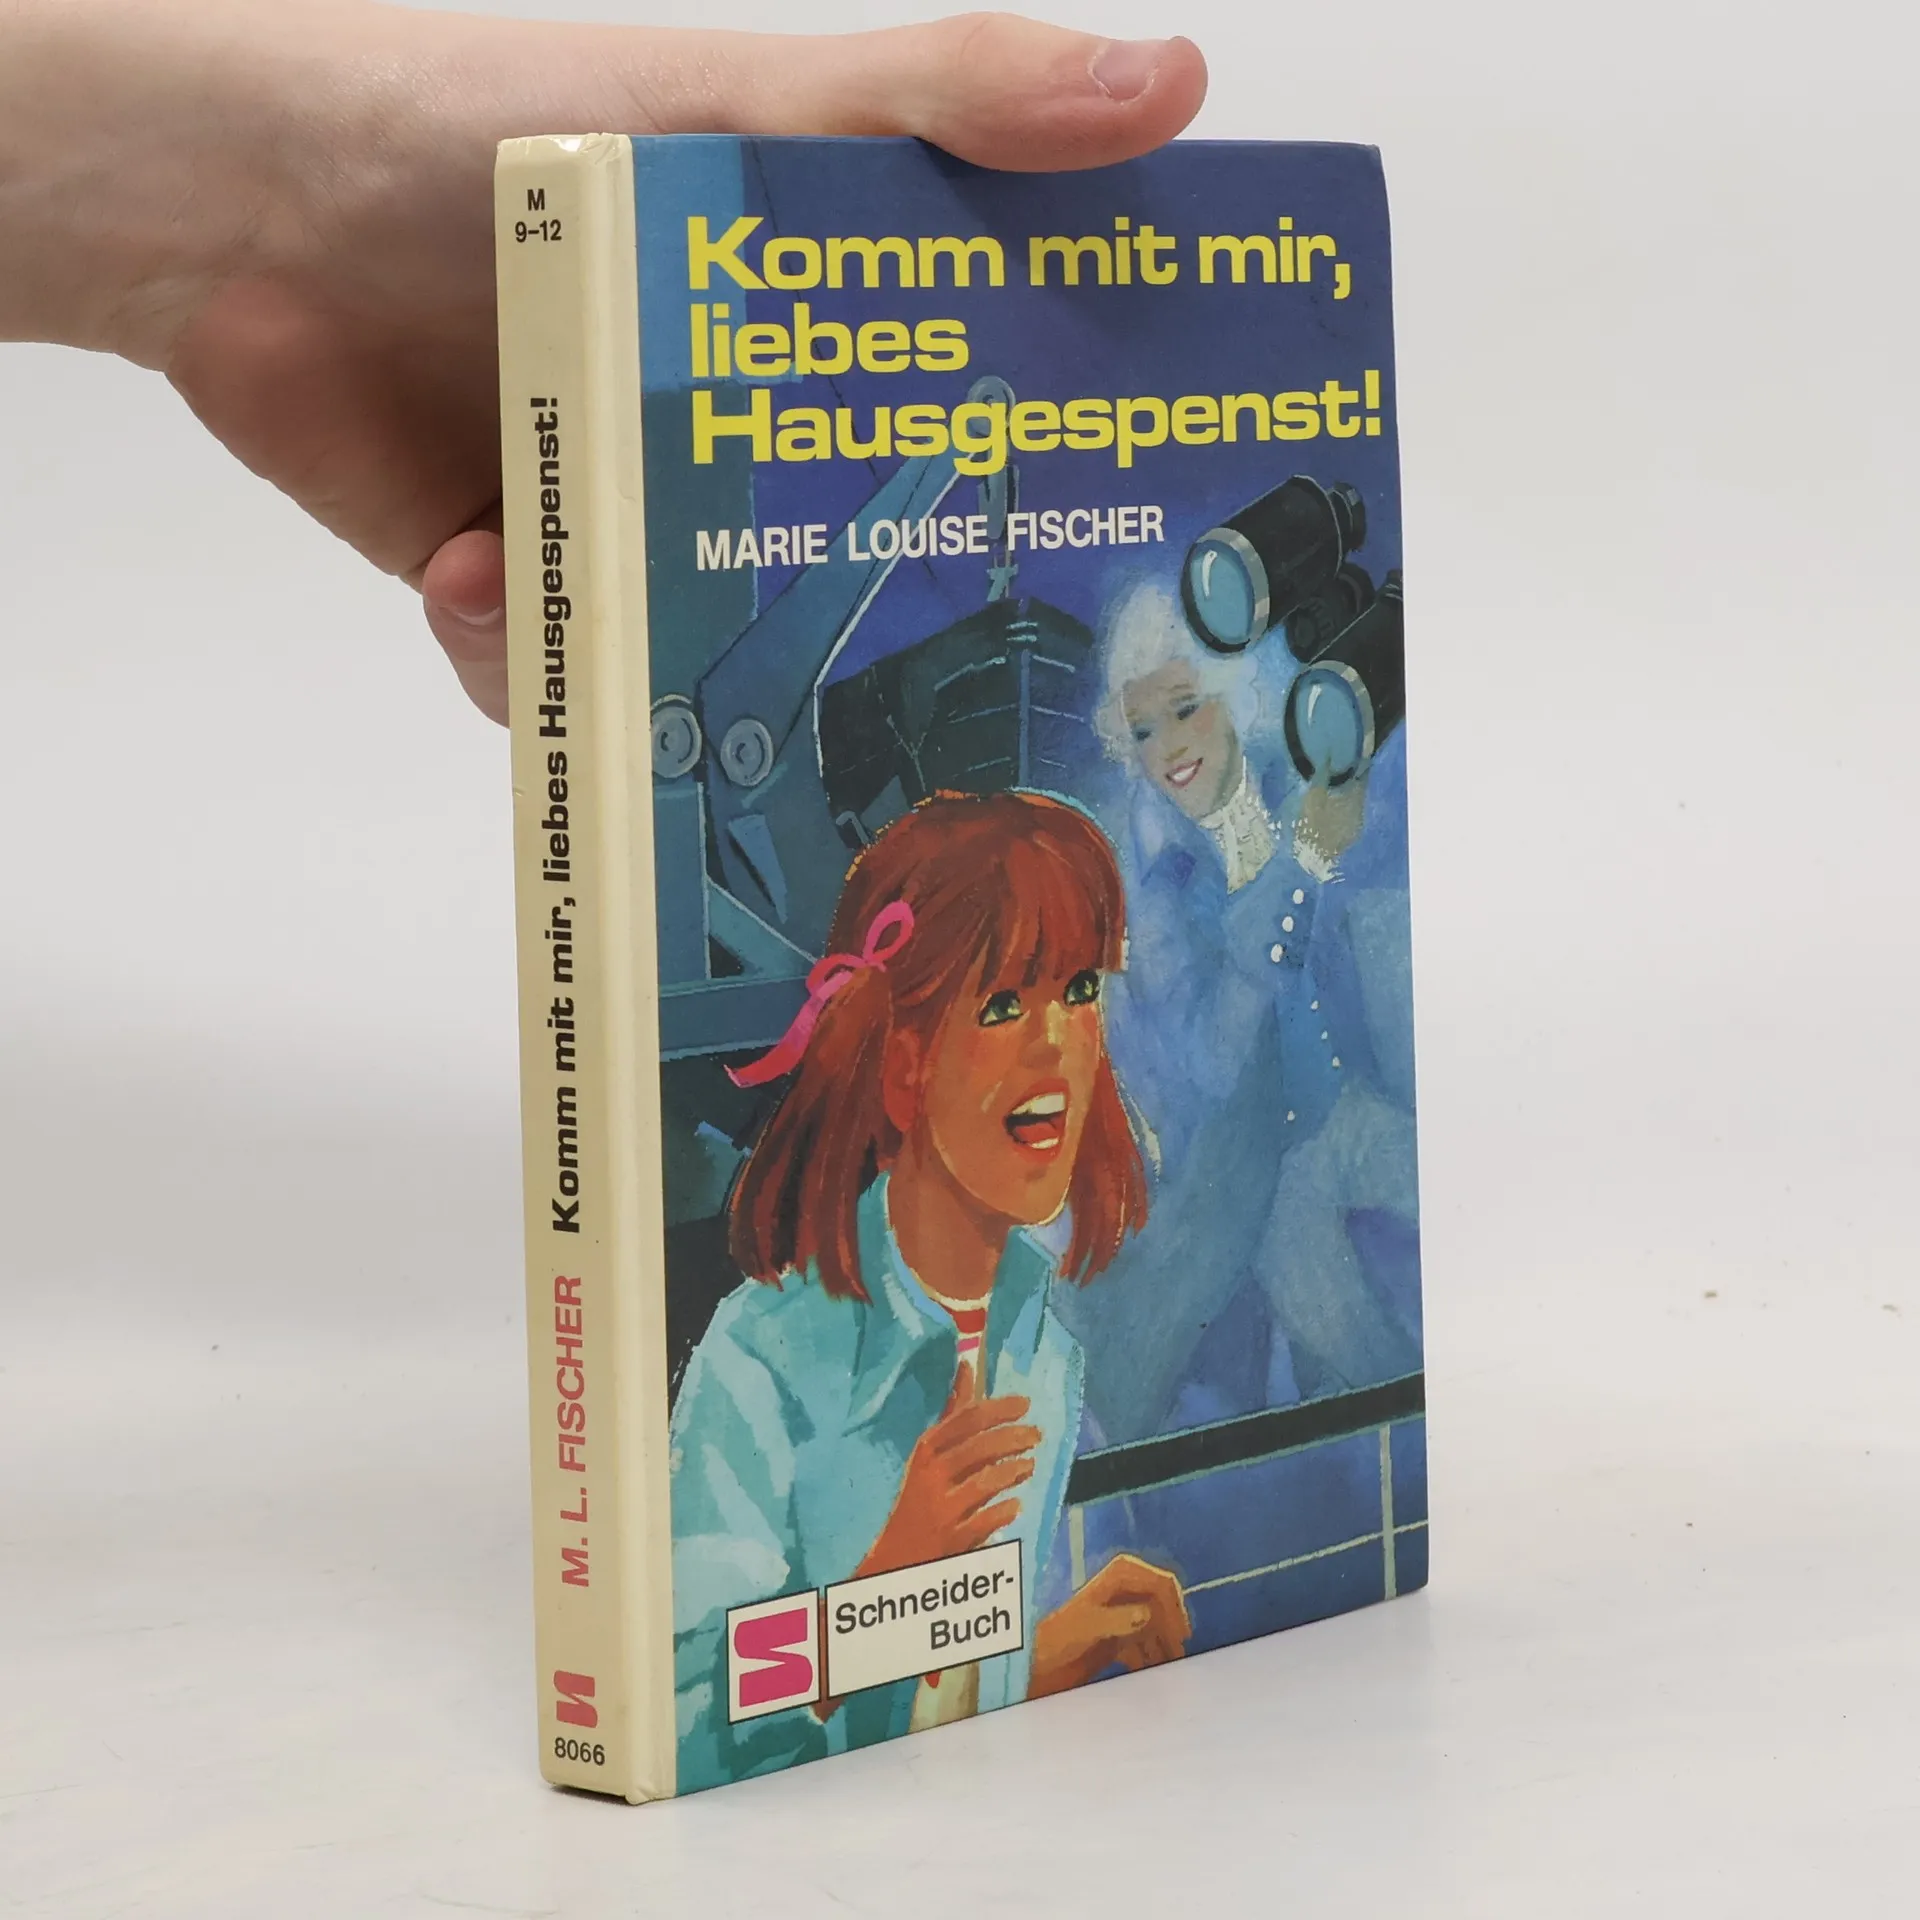 M
9–12
M. L. FISCHER Komm mit mir, liebes Hausgespenst!
8066
Komm mit mir,
liebes
Hausgespenst!
MARIE LOUISE FISCHER
Schneider-
Buch